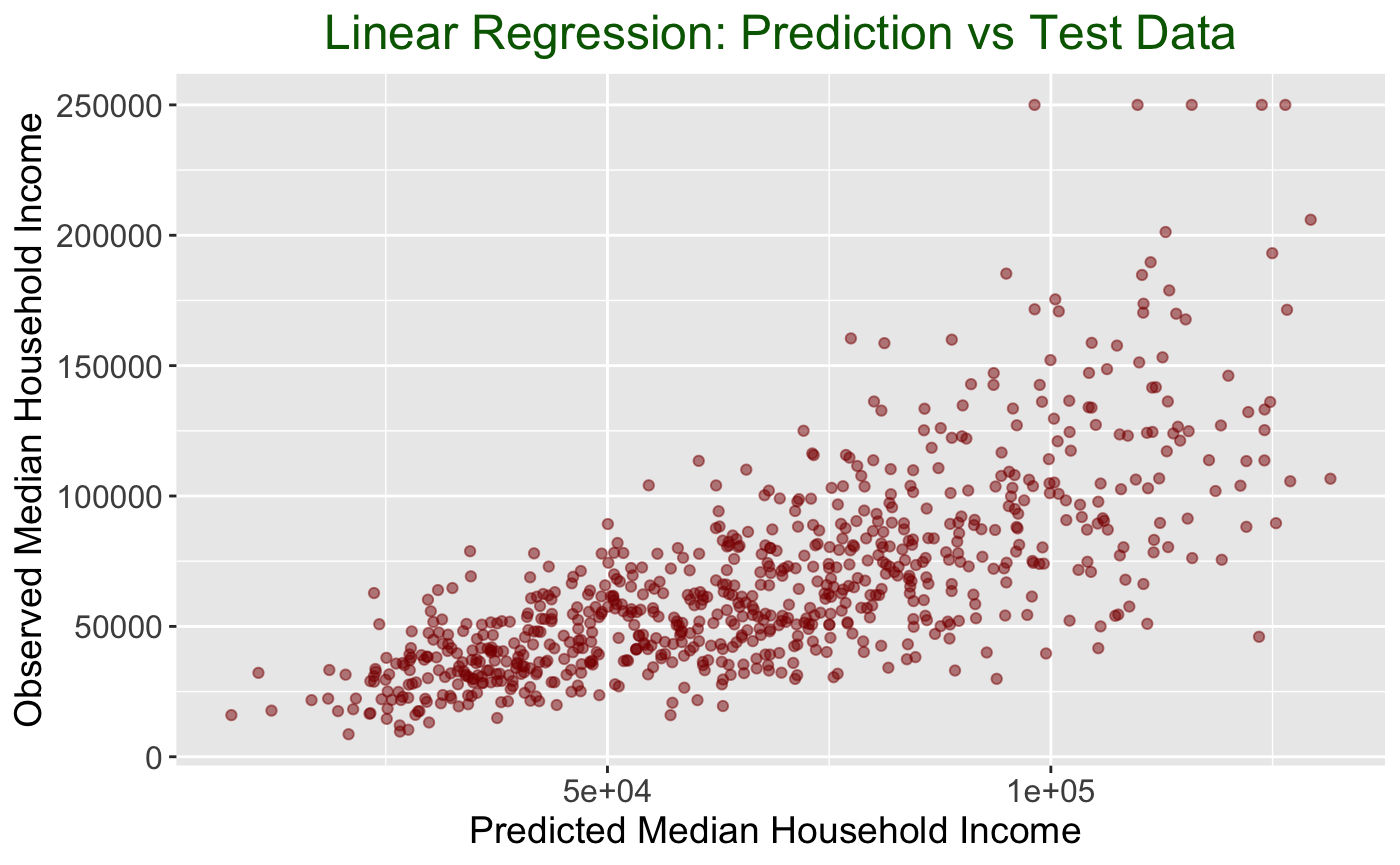 Linear Regression: Prediction vs Test Data
Observed Median Household Income
250000
200000
150000
100000
50000
0
5e+04
1e+05
Predicted Median Household Income